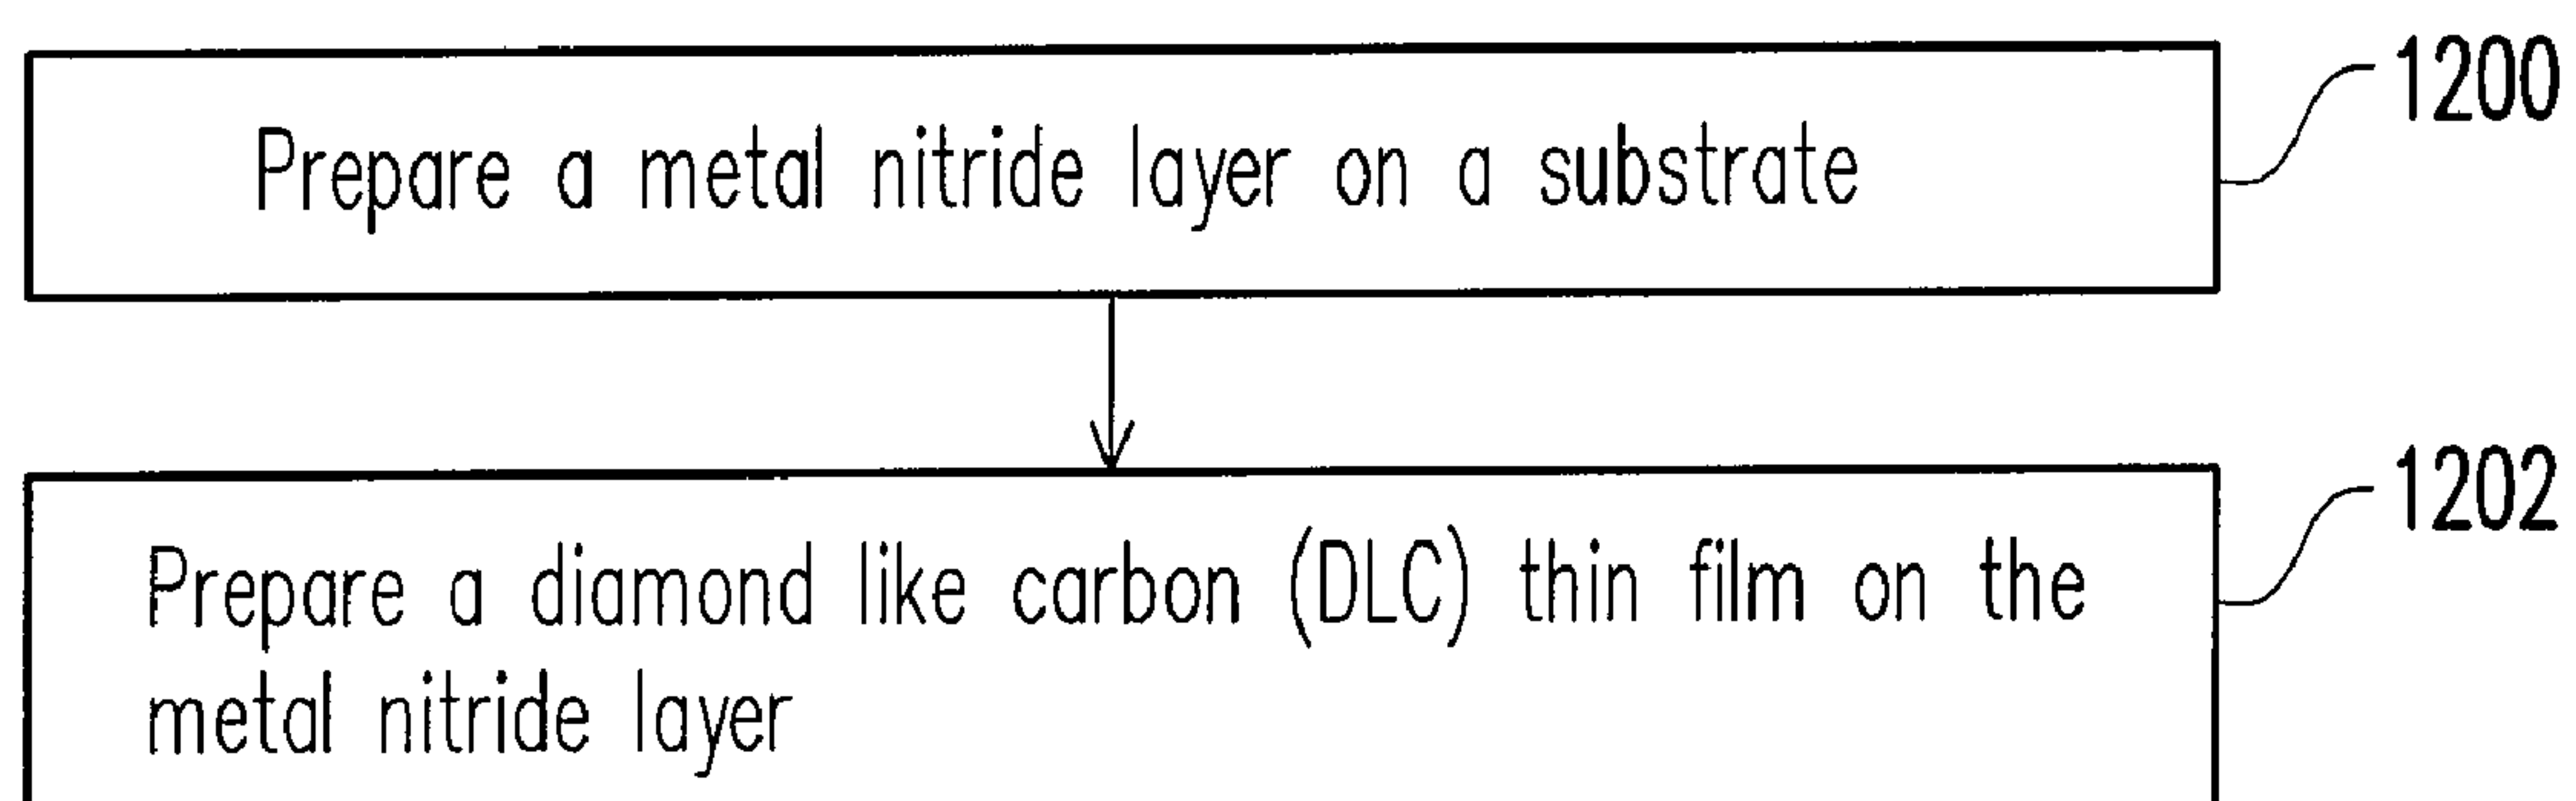 1200
Prepare a metal nitride layer on a substrate
1202
Prepare a diamond like carbon (DLC) thin film on the
metal nitride layer